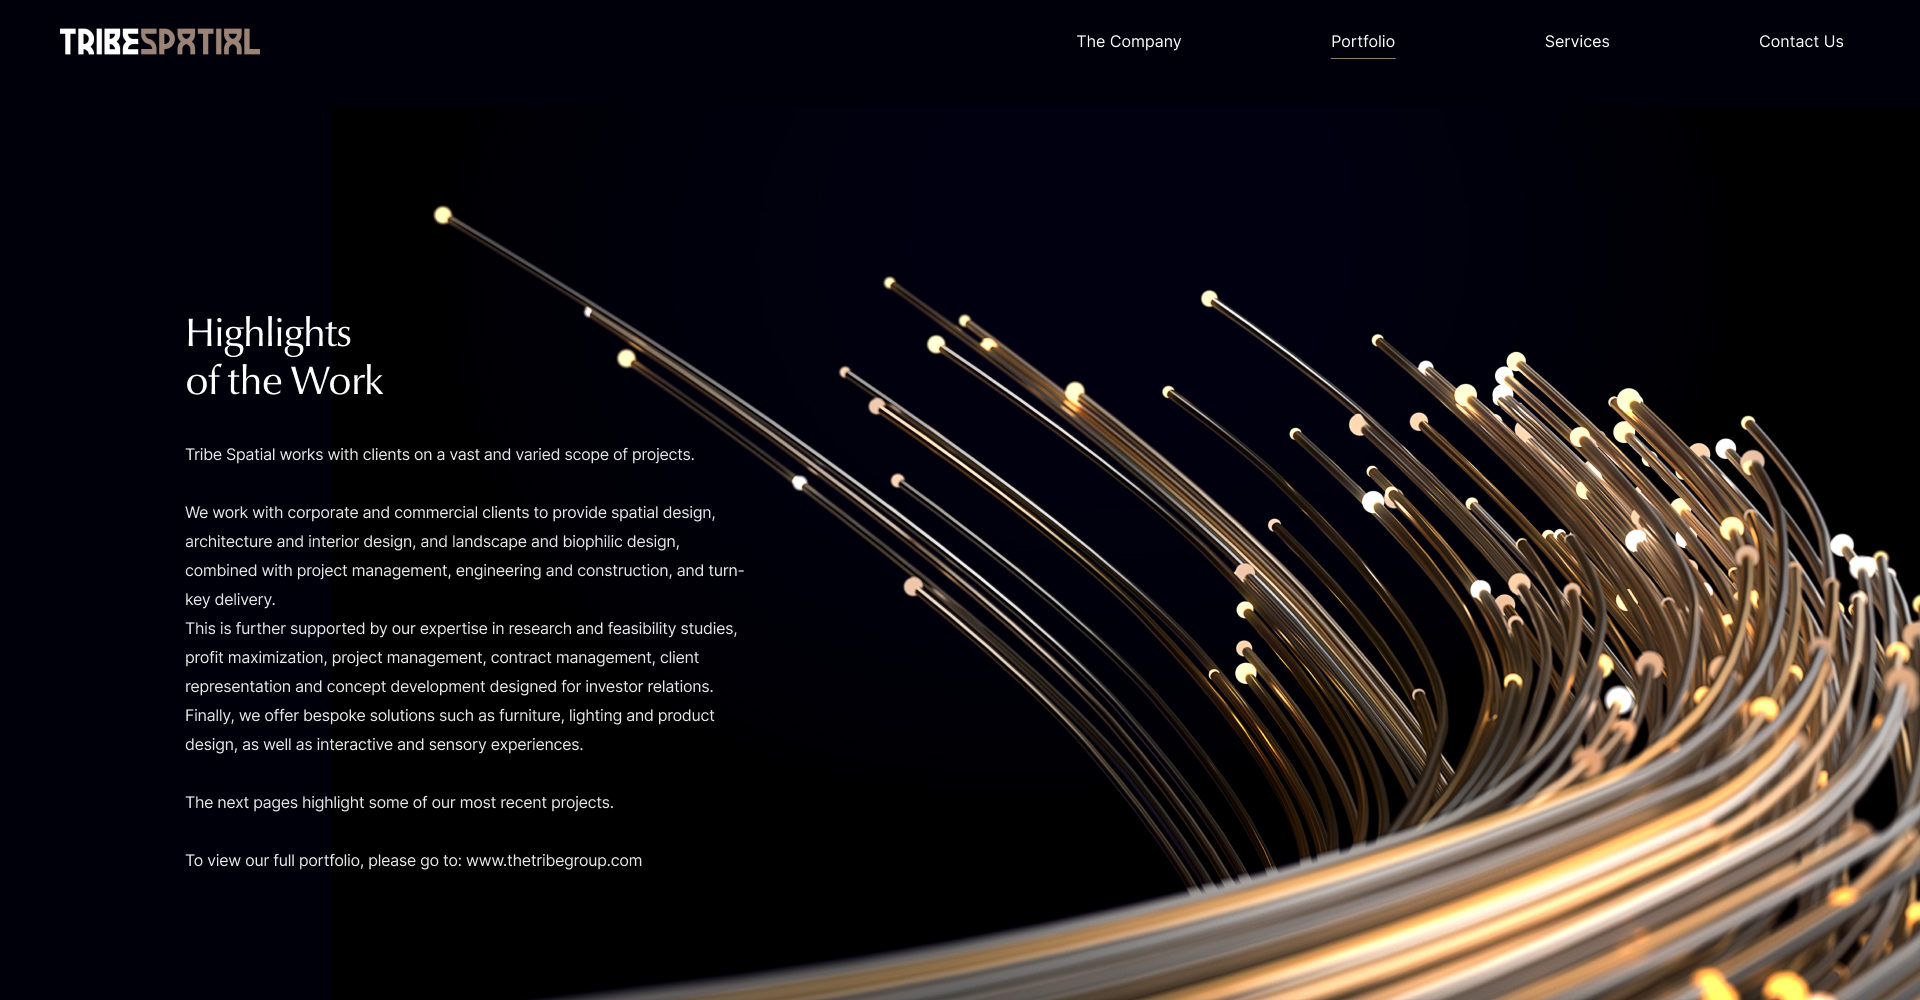 TRIBESPATIAL
The Company
Portfolio
Services
Contact Us
Highlights
of the Work
Tribe Spatial works with clients on a vast and varied scope of projects.
We work with corporate and commercial clients to provide spatial design,
architecture and interior design, and landscape and biophilic design,
combined with project management, engineering and construction, and turn-
key delivery.
This is further supported by our expertise in research and feasibility studies,
profit maximization, project management, contract management, client
representation and concept development designed for investor relations.
Finally, we offer bespoke solutions such as furniture, lighting and product
design, as well as interactive and sensory experiences.
The next pages highlight some of our most recent projects.
To view our full portfolio, please go to: www.thetribegroup.com